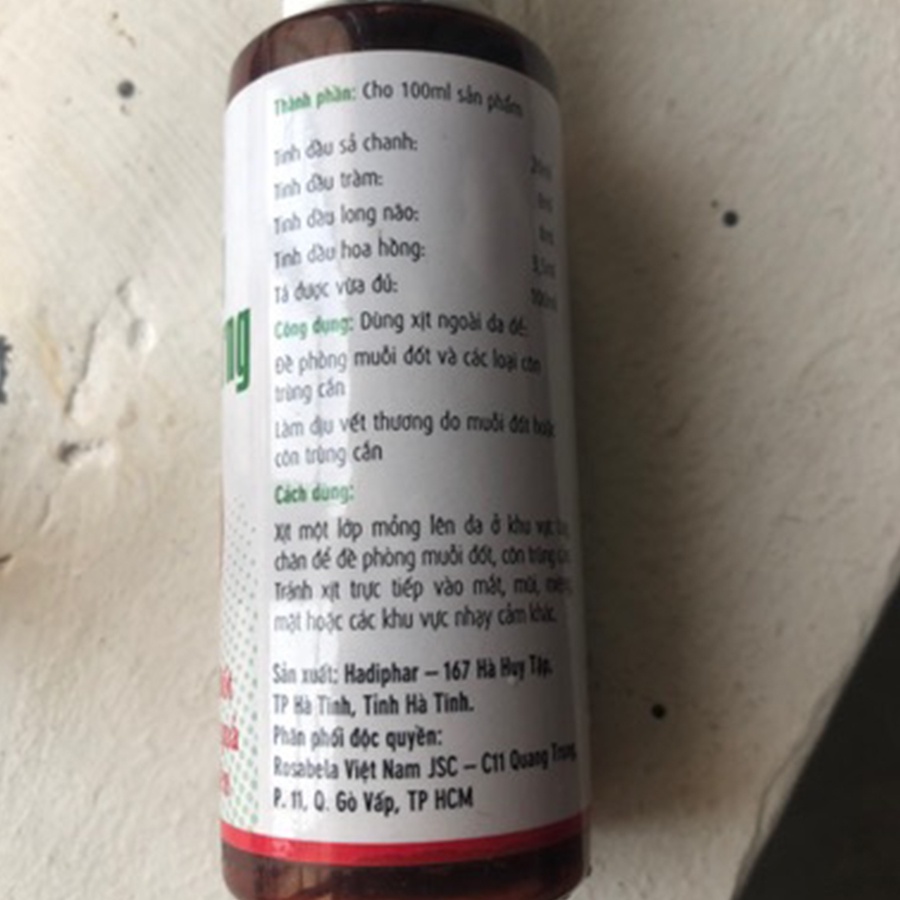 Thành phần: Cho 100ml sản phẩm
Tinh dầu sả chanh:
Tinh dầu tràm:
Tinh dầu long não:
Tinh dầu hoa hồng:
Tá dược vừa đủ: 100ml
Công dụng: Dùng xịt ngoài da để:
Đề phòng muỗi đốt và các loại côn
trùng cắn
Làm dịu vết thương do muỗi đốt hoặc
côn trùng cắn
Cách dùng:
Xịt một lớp mỏng lên da ở khu vực
chân để đề phòng muỗi đốt, côn trùng
Tránh xịt trực tiếp vào mắt, mũi, miệng,
mặt hoặc các khu vực nhạy cảm khác.
Sản xuất: Hadiphar – 167 Hà Huy Tập,
TP Hà Tĩnh, Tỉnh Hà Tĩnh.
Phân phối độc quyền:
Rosabela Việt Nam JSC – C11 Quang Trung,
P. 11, Q. Gò Vấp, TP HCM
ng